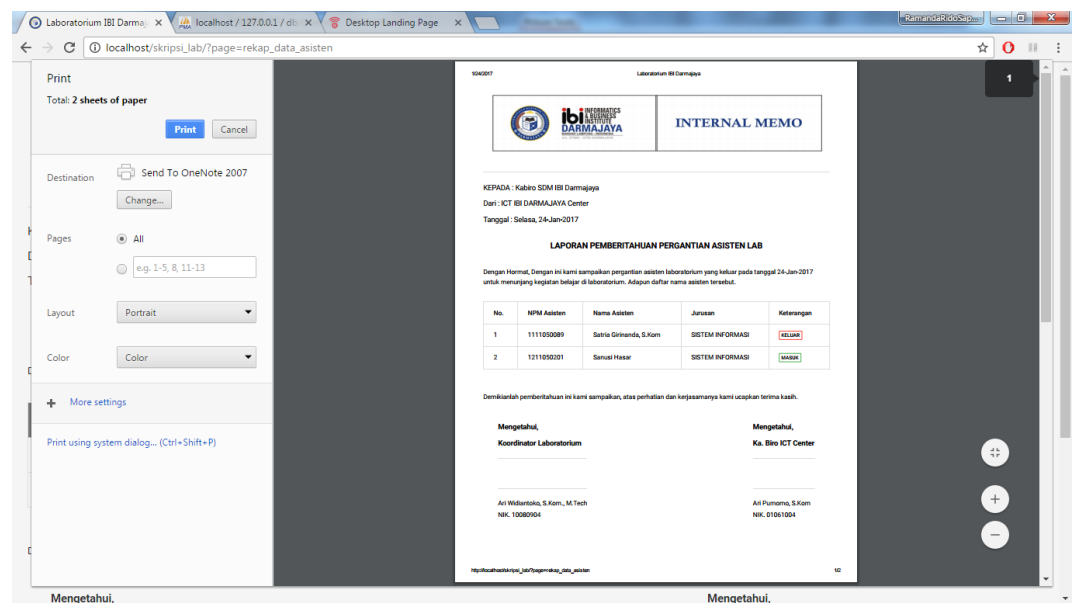 Laboratorium IBI Darmaj
localhost / 127.0.0.1 / db
Desktop Landing Page
RamandaRidoSap...
localhost/skripsi_lab/?page=rekap_data_asisten
Print
Total: 2 sheets of paper
Print
Cancel
Destination
Send To OneNote 2007
Change...
Pages
All
e.g. 1-5, 8, 11-13
Layout
Portrait
Color
Color
More settings
Print using system dialog... (Ctrl+Shift+P)
1
1/24/2017
Laboratorium IBI Darmajaya
ibi INFORMATICS & BUSINESS INSTITUTE
DARMAJAYA
INTERNAL MEMO
KEPADA : Kabiro SDM IBI Darmajaya
Dari : ICT IBI DARMAJAYA Center
Tanggal : Selasa, 24-Jan-2017
LAPORAN PEMBERITAHUAN PERGANTIAN ASISTEN LAB
Dengan Hormat, Dengan ini kami sampaikan pergantian asisten laboratorium yang keluar pada tanggal 24-Jan-2017
untuk menunjang kegiatan belajar di laboratorium. Adapun daftar nama asisten tersebut.
No. NPM Asisten Nama Asisten Jurusan Keterangan
1 1111050089 Satria Girinanda, S.Kom SISTEM INFORMASI KELUAR
2 1211050201 Sanusi Hasar SISTEM INFORMASI MASUK
Demikianlah pemberitahuan ini kami sampaikan, atas perhatian dan kerjasamanya kami ucapkan terima kasih.
Mengetahui, Mengetahui,
Koordinator Laboratorium Ka. Biro ICT Center
Ari Widiantoko, S.Kom., M.Tech Ari Purnomo, S.Kom
NIK. 10080904 NIK. 01061004
http://localhost/skripsi_lab/?page=rekap_data_asisten 1/2
Mengetahui, Mengetahui,